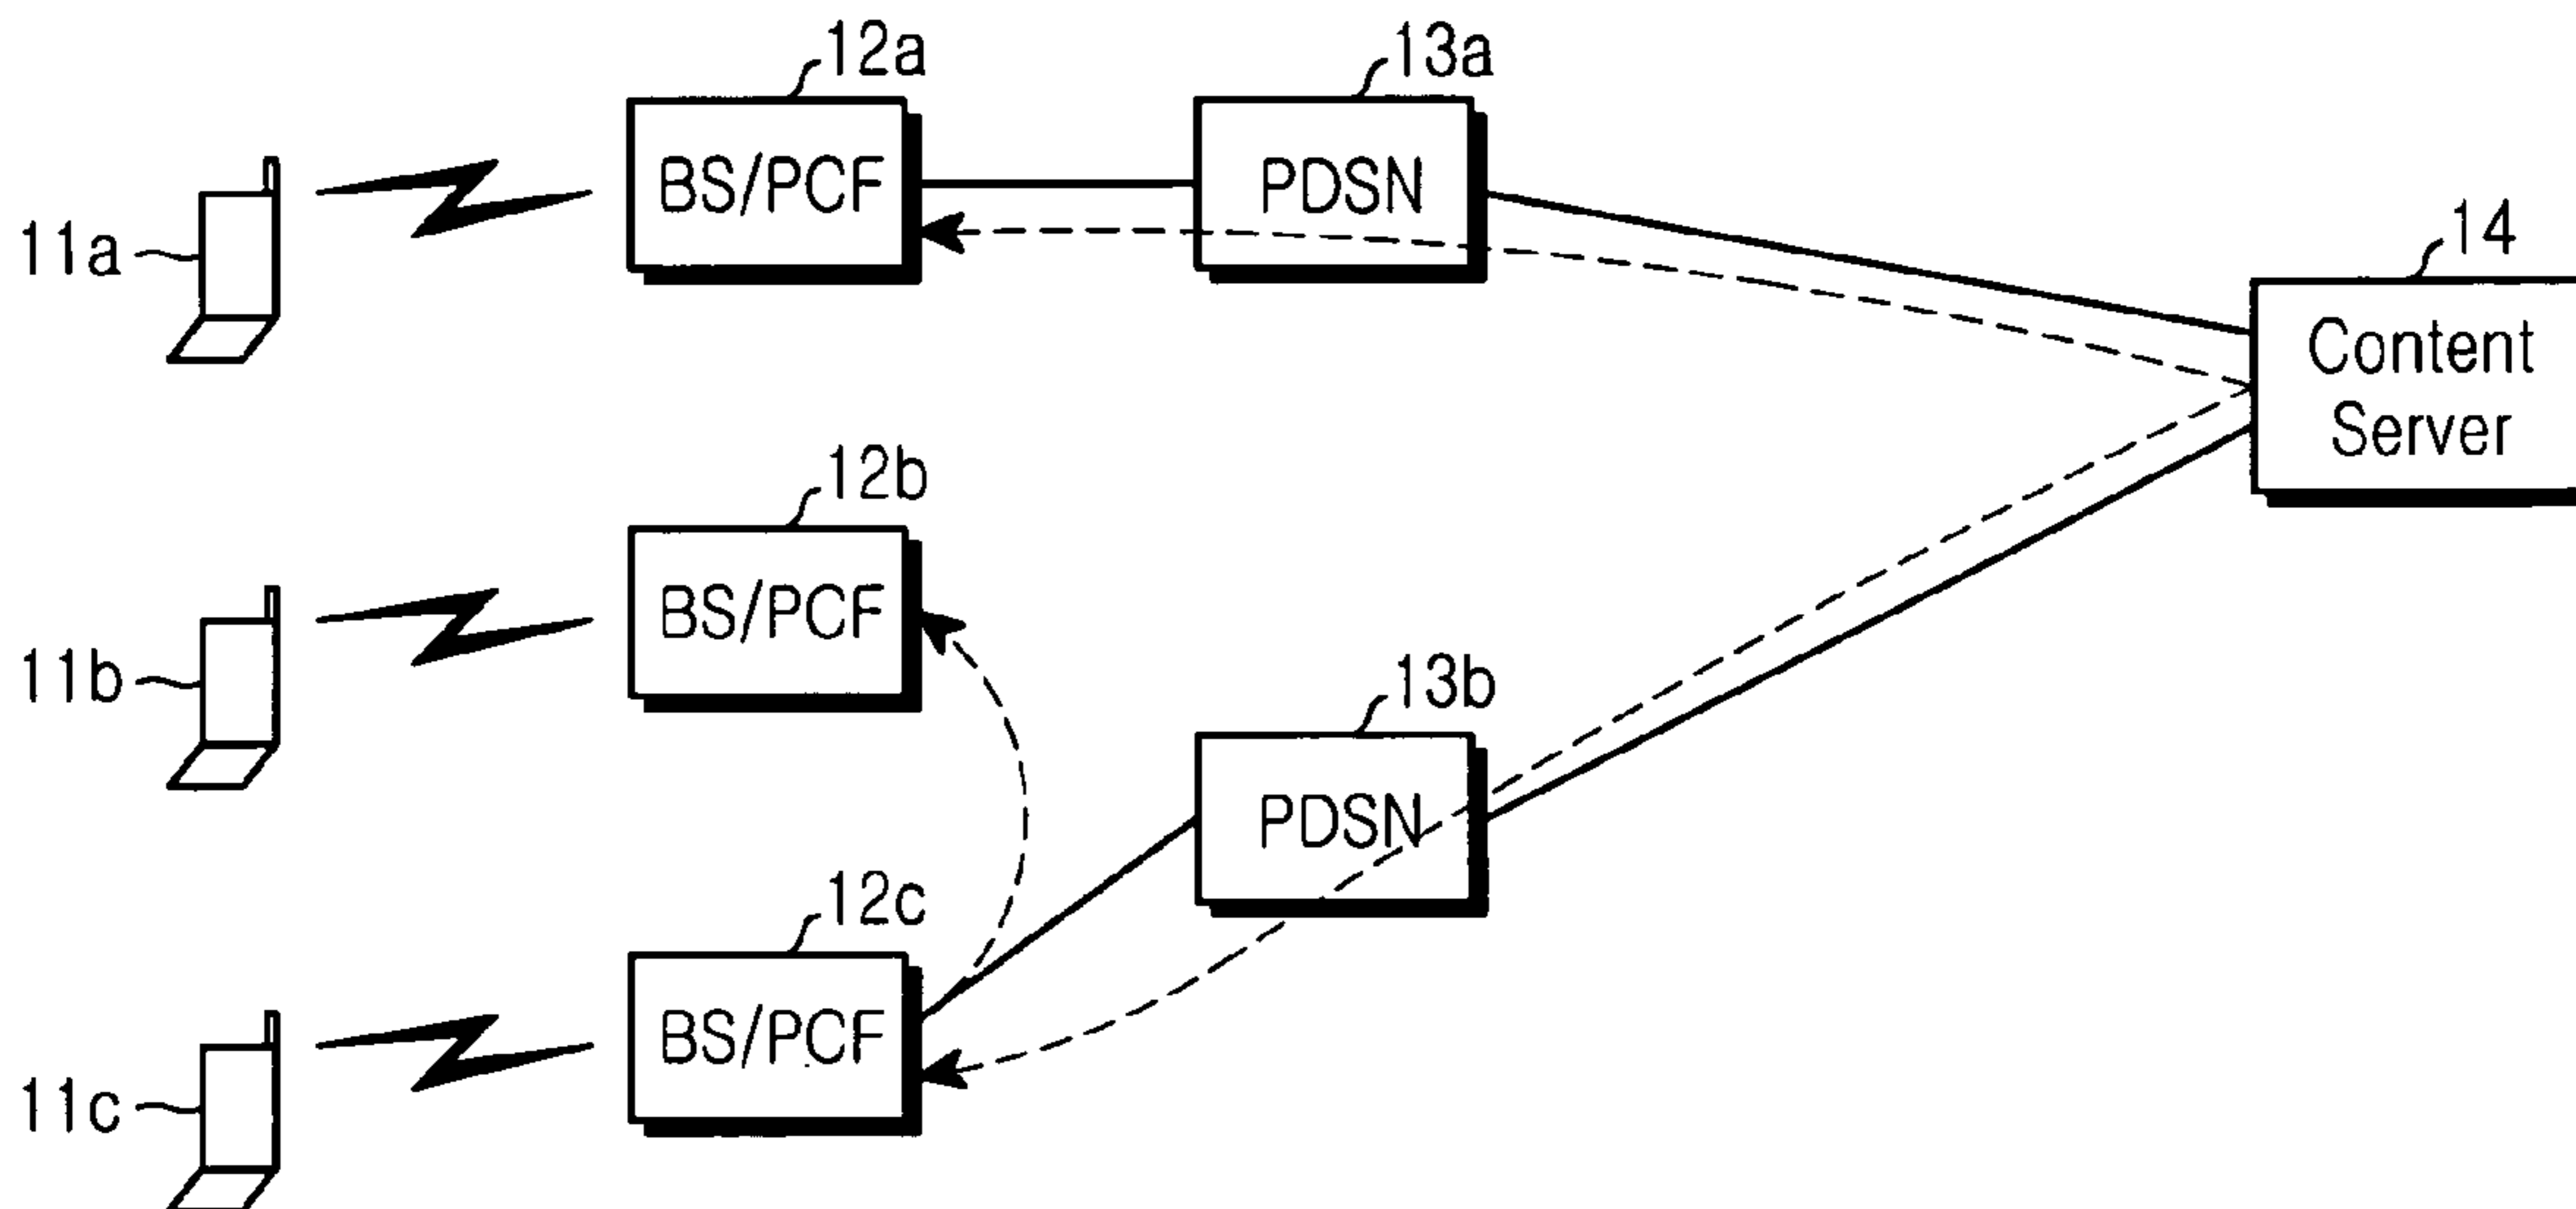 12a
13a
BS/PCF
PDSN
11a
14
Content
Server
12b
BS/PCF
11b
13b
PDSN
12c
BS/PCF
11c